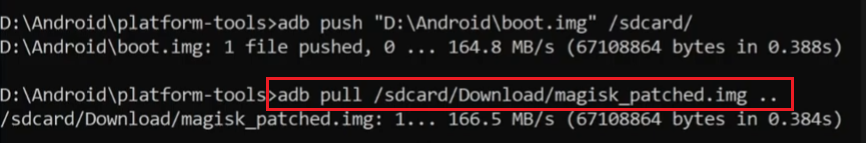 D:\Android\platform-tools>adb push "D:\Android\boot.img" /sdcard/
D:\Android\boot.img: 1 file pushed, 0 ... 164.8 MB/s (67108864 bytes in 0.388s)
D:\Android\platform-tools>adb pull /sdcard/Download/magisk_patched.img ..
/sdcard/Download/magisk_patched.img: 1... 166.5 MB/s (67108864 bytes in 0.384s)